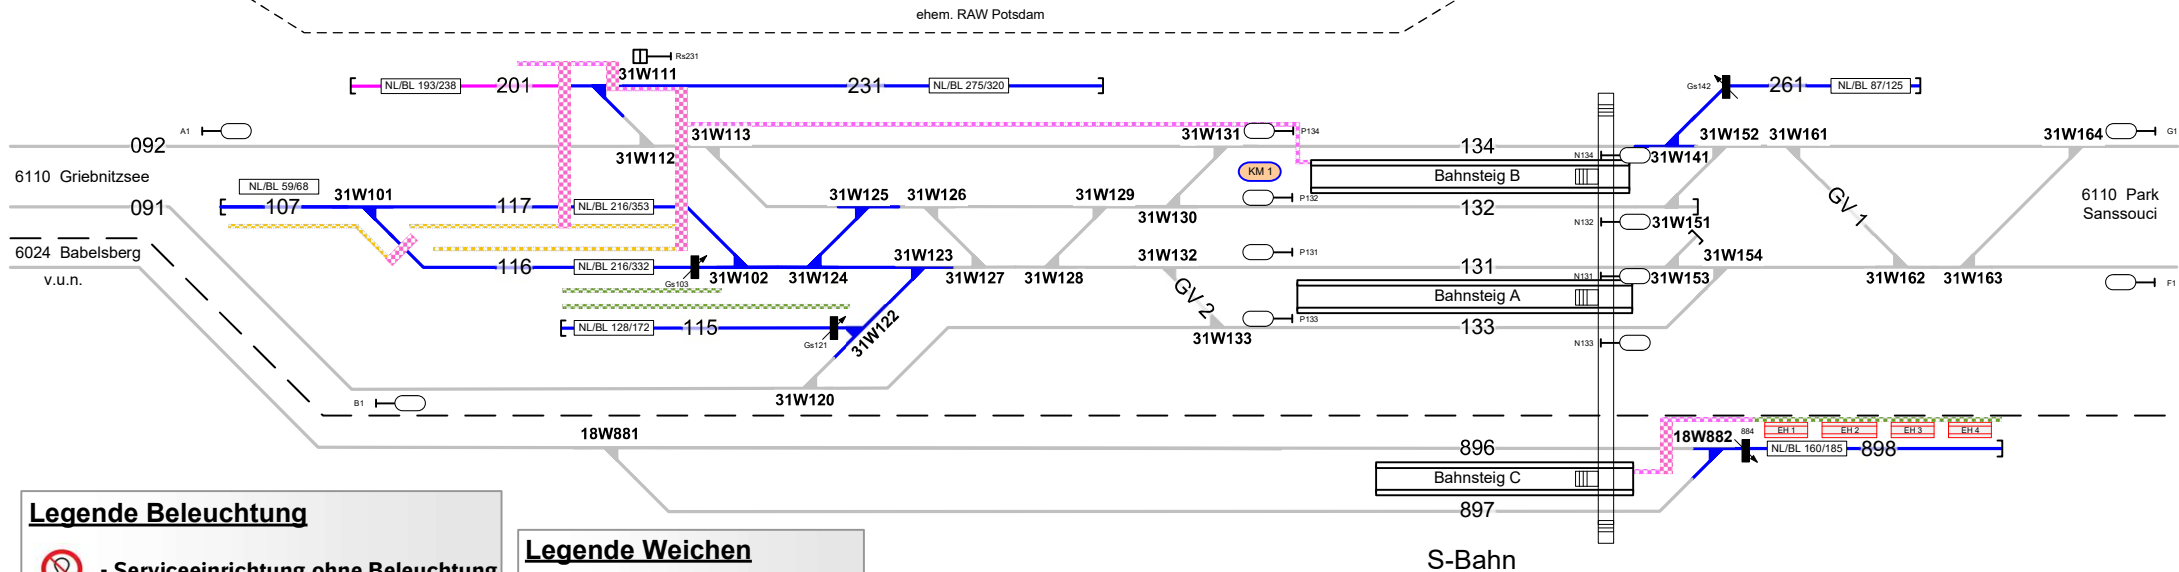 ehem. RAW Potsdam
Rs231
31W111
NL/BL 193/238
201
231
NL/BL 275/320
Gs142
261
NL/BL 87/125
A1
092
31W112
31W113
31W131
P134
134
N134
31W141
31W152
31W161
31W164
G1
6110 Griebnitzsee
KM 1
Bahnsteig B
NL/BL 59/68
107
31W101
117
NL/BL 216/353
31W125
31W126
31W129
31W130
P132
132
N132
31W151
GV 1
6110 Park
Sanssouci
091
6024 Babelsberg
v.u.n.
116
NL/BL 216/332
Gs103
31W102
31W124
31W123
31W127
31W128
31W132
P131
131
N131
31W153
31W154
31W162
31W163
F1
GV 2
Bahnsteig A
NL/BL 128/172
115
Gs121
31W122
31W133
P133
133
N133
31W120
B1
18W881
896
18W882
884
EH 1
EH 2
EH 3
EH 4
NL/BL 160/185
898
Bahnsteig C
897
S-Bahn
Legende Beleuchtung
- Serviceeinrichtung ohne Beleuchtung
Legende Weichen